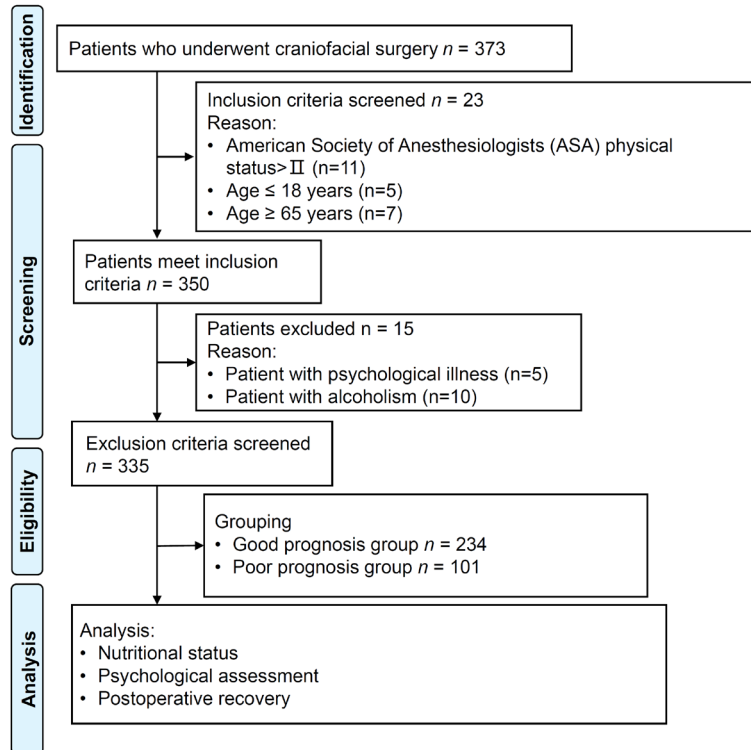 Identification
Patients who underwent craniofacial surgery n = 373
Inclusion criteria screened n = 23
Reason:
• American Society of Anesthesiologists (ASA) physical
status>Ⅱ (n=11)
• Age ≤ 18 years (n=5)
• Age ≥ 65 years (n=7)
Screening
Patients meet inclusion
criteria n = 350
Patients excluded n = 15
Reason:
• Patient with psychological illness (n=5)
• Patient with alcoholism (n=10)
Exclusion criteria screened
n = 335
Eligibility
Grouping
• Good prognosis group n = 234
• Poor prognosis group n = 101
Analysis
Analysis:
• Nutritional status
• Psychological assessment
• Postoperative recovery